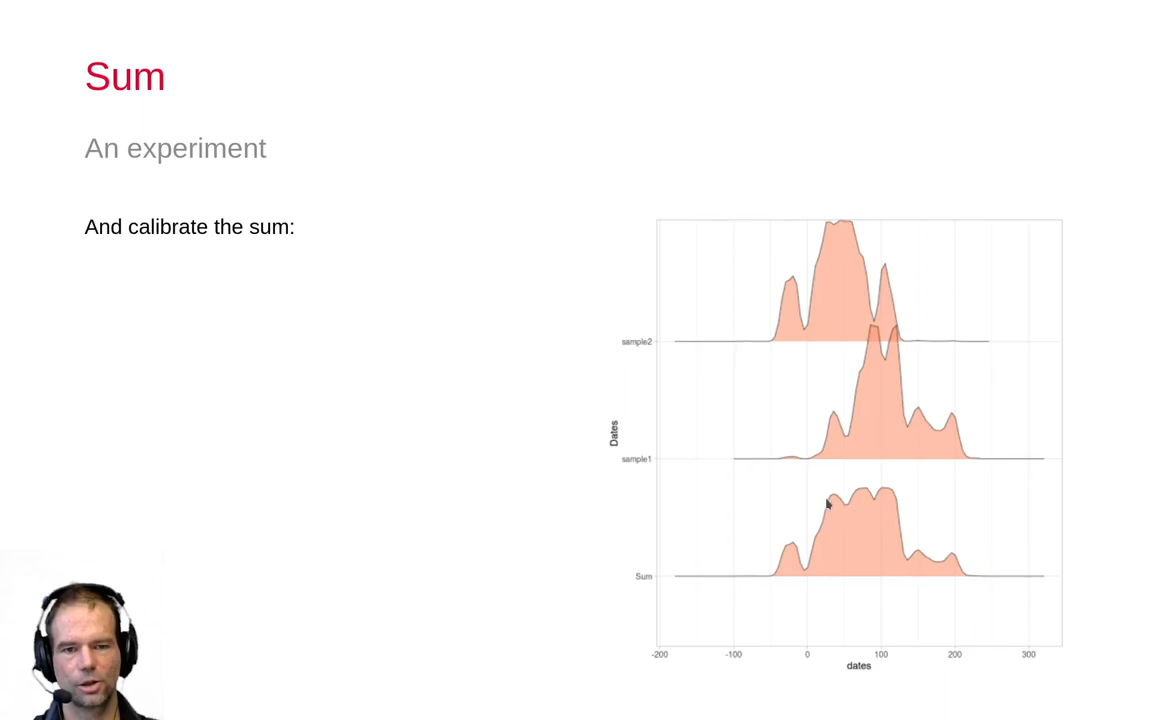 Sum
An experiment
And calibrate the sum:
sample2
Dates
sample1
Sum
-200 -100 0 100 200 300
dates